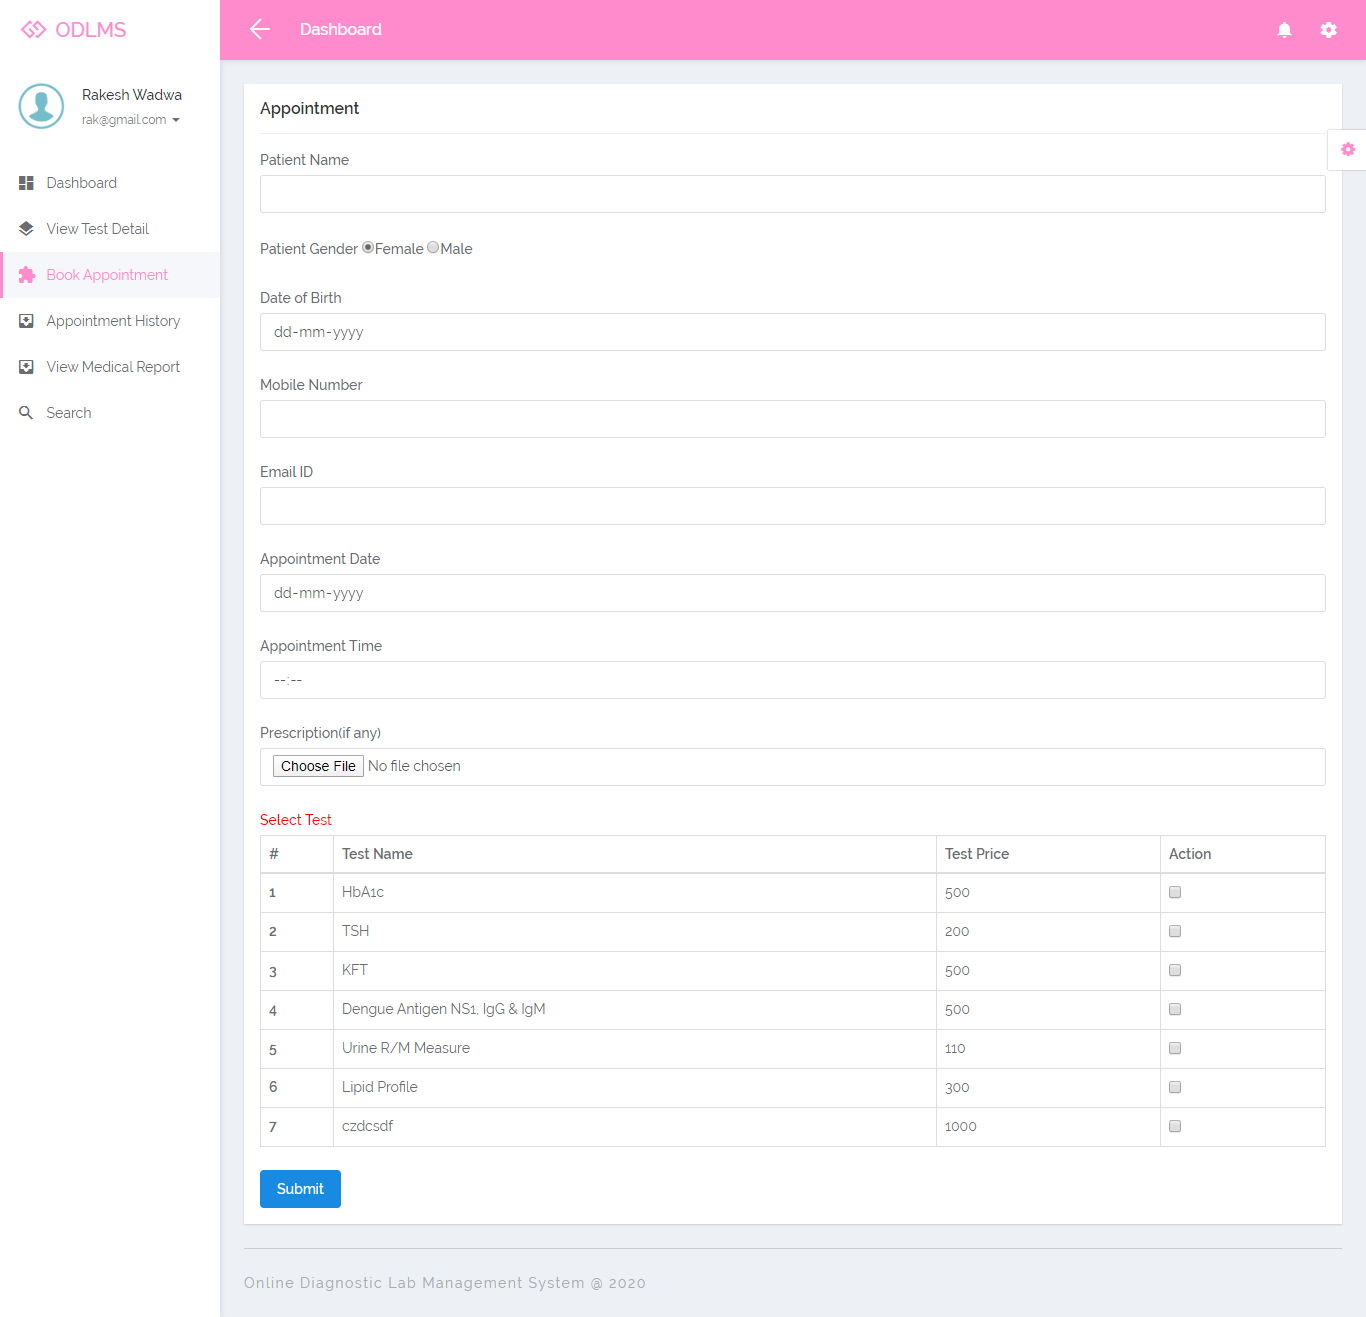 ODLMS
Dashboard
Rakesh Wadwa
rak@gmail.com
Dashboard
View Test Detail
Book Appointment
Appointment History
View Medical Report
Search
Appointment
Patient Name
Patient Gender Female Male
Date of Birth
dd-mm-yyyy
Mobile Number
Email ID
Appointment Date
dd-mm-yyyy
Appointment Time
--:--
Prescription(if any)
Choose File No file chosen
Select Test
# Test Name Test Price Action
1 HbA1c 500
2 TSH 200
3 KFT 500
4 Dengue Antigen NS1, IgG & IgM 500
5 Urine R/M Measure 110
6 Lipid Profile 300
7 czdcsdf 1000
Submit
Online Diagnostic Lab Management System @ 2020